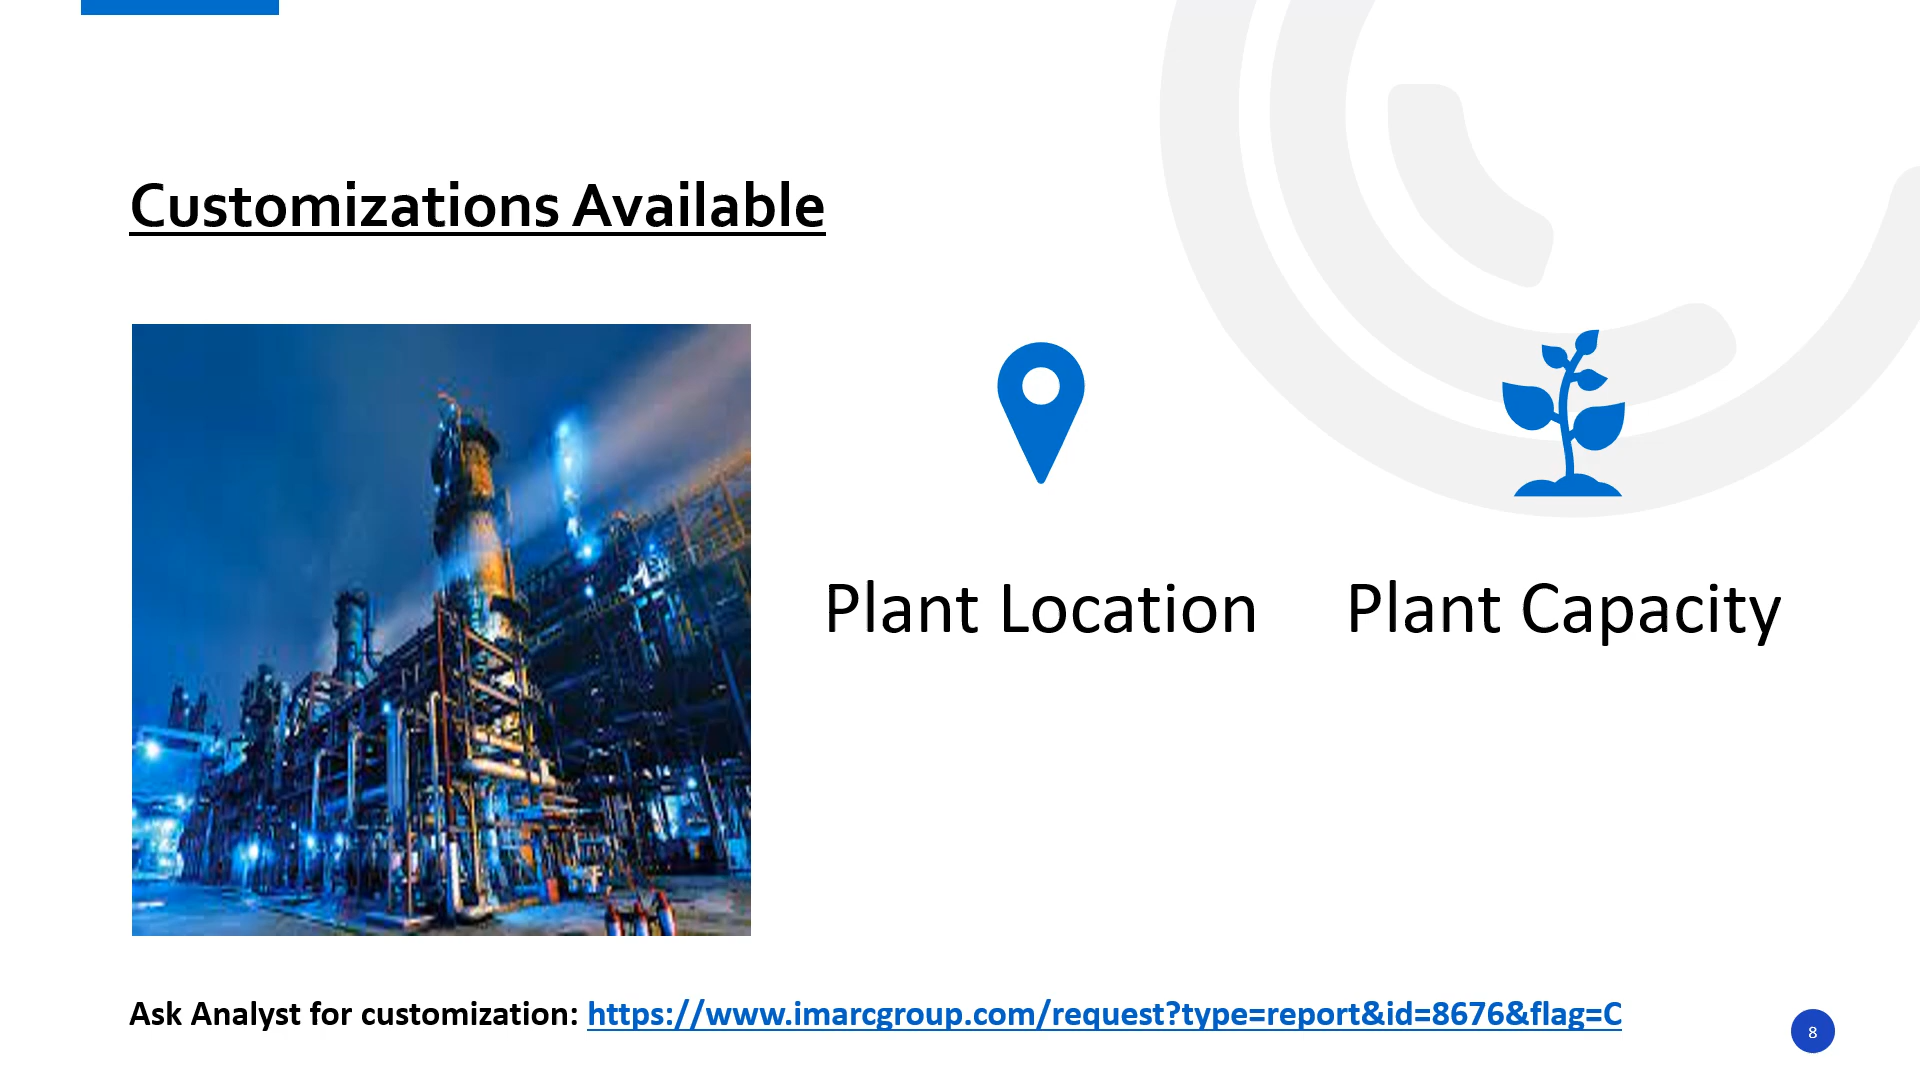 Customizations Available
Plant Location
Plant Capacity
Ask Analyst for customization: https://www.imarcgroup.com/request?type=report&id=8676&flag=C
8